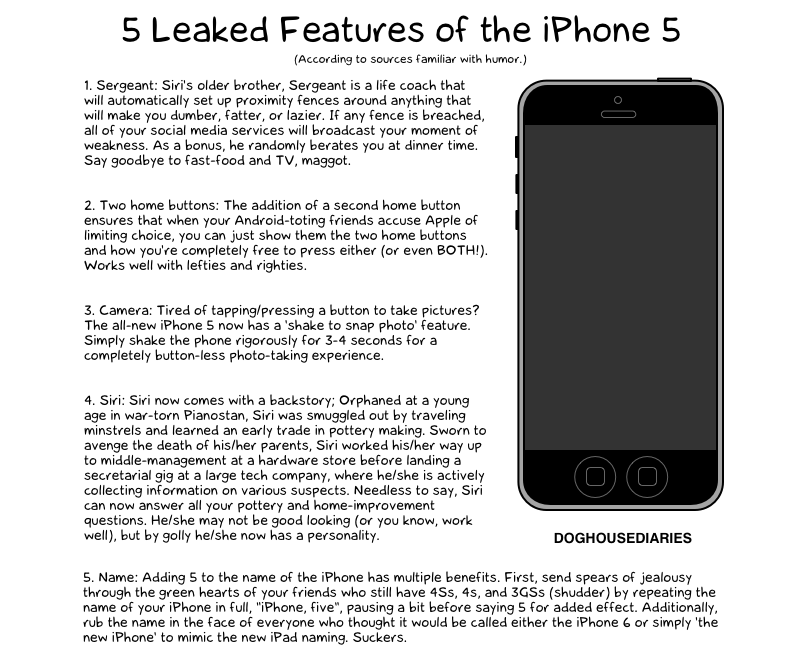 5 Leaked Features of the iPhone 5
(According to sources familiar with humor.)
1. Sergeant: Siri's older brother, Sergeant is a life coach that
will automatically set up proximity fences around anything that
will make you dumber, fatter, or lazier. If any fence is breached,
all of your social media services will broadcast your moment of
weakness. As a bonus, he randomly berates you at dinner time.
Say goodbye to fast-food and TV, maggot.
2. Two home buttons: The addition of a second home button
ensures that when your Android-toting friends accuse Apple of
limiting choice, you can just show them the two home buttons
and how you're completely free to press either (or even BOTH!).
Works well with lefties and righties.
3. Camera: Tired of tapping/pressing a button to take pictures?
The all-new iPhone 5 now has a 'shake to snap photo' feature.
Simply shake the phone rigorously for 3-4 seconds for a
completely button-less photo-taking experience.
4. Siri: Siri now comes with a backstory; Orphaned at a young
age in war-torn Pianostan, Siri was smuggled out by traveling
minstrels and learned an early trade in pottery making. Sworn to
avenge the death of his/her parents, Siri worked his/her way up
to middle-management at a hardware store before landing a
secretarial gig at a large tech company, where he/she is actively
collecting information on various suspects. Needless to say, Siri
can now answer all your pottery and home-improvement
questions. He/she may not be good looking (or you know, work
well), but by golly he/she now has a personality.
DOGHOUSEDIARIES
5. Name: Adding 5 to the name of the iPhone has multiple benefits. First, send spears of jealousy
through the green hearts of your friends who still have 4Ss, 4s, and 3GSs (shudder) by repeating the
name of your iPhone in full, "iPhone, five", pausing a bit before saying 5 for added effect. Additionally,
rub the name in the face of everyone who thought it would be called either the iPhone 6 or simply 'the
new iPhone' to mimic the new iPad naming. Suckers.